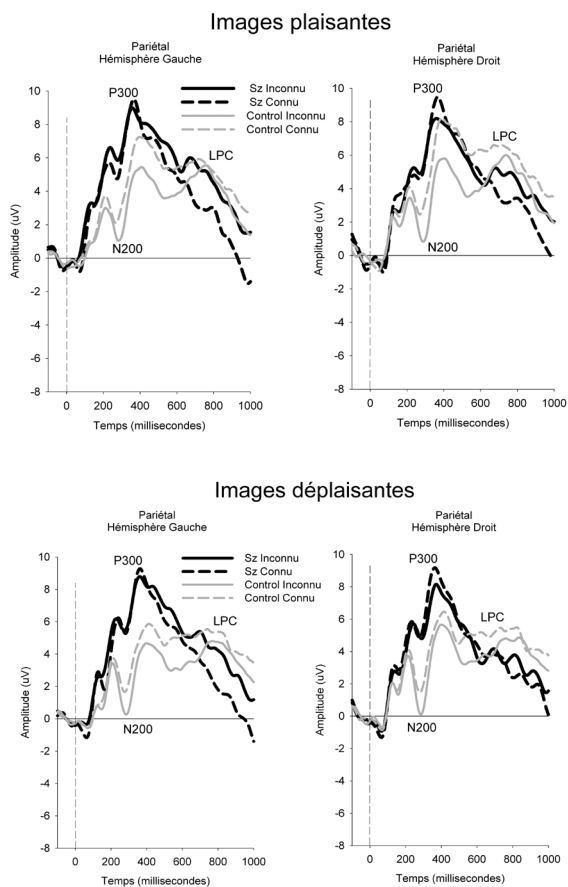 Images plaisantes
Pariétal
Hémisphère Gauche
Pariétal
Hémisphère Droit
P300
Sz Inconnu
Sz Connu
Control Inconnu
Control Connu
LPC
N200
10
8
6
4
2
0
-2
-4
-6
-8
Amplitude (uV)
0 200 400 600 800 1000
Temps (millisecondes)
P300
LPC
N200
10
8
6
4
2
0
-2
-4
-6
-8
Amplitude (uV)
0 200 400 600 800 1000
Temps (millisecondes)
Images déplaisantes
Pariétal
Hémisphère Gauche
Pariétal
Hémisphère Droit
P300
Sz Inconnu
Sz Connu
Control Inconnu
Control Connu
LPC
N200
10
8
6
4
2
0
-2
-4
-6
-8
Amplitude (uV)
0 200 400 600 800 1000
Temps (millisecondes)
P300
LPC
N200
10
8
6
4
2
0
-2
-4
-6
-8
Amplitude (uV)
0 200 400 600 800 1000
Temps (millisecondes)